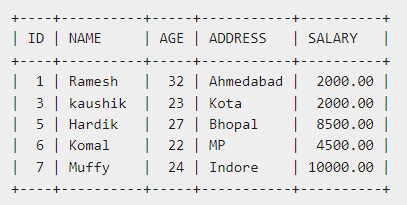 +----+----------+-----+-----------+----------+
| ID | NAME     | AGE | ADDRESS   | SALARY   |
+----+----------+-----+-----------+----------+
|  1 | Ramesh   |  32 | Ahmedabad |  2000.00 |
|  3 | kaushik  |  23 | Kota      |  2000.00 |
|  5 | Hardik   |  27 | Bhopal    |  8500.00 |
|  6 | Komal    |  22 | MP        |  4500.00 |
|  7 | Muffy    |  24 | Indore    | 10000.00 |
+----+----------+-----+-----------+----------+